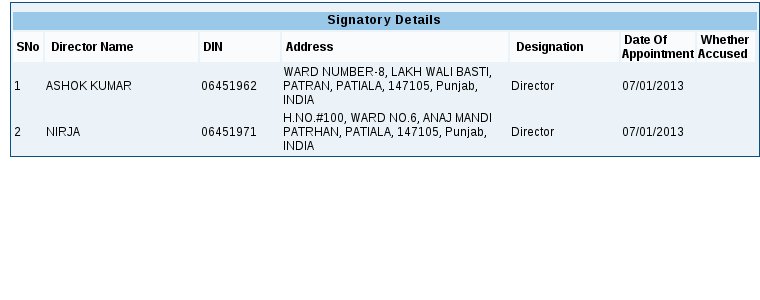 Signatory Details
SNo Director Name DIN Address Designation Date Of Appointment Whether Accused
1 ASHOK KUMAR 06451962 WARD NUMBER-8, LAKH WALI BASTI, PATRAN, PATIALA, 147105, Punjab, INDIA Director 07/01/2013
2 NIRJA 06451971 H.NO.#100, WARD NO.6, ANAJ MANDI PATRHAN, PATIALA, 147105, Punjab, INDIA Director 07/01/2013